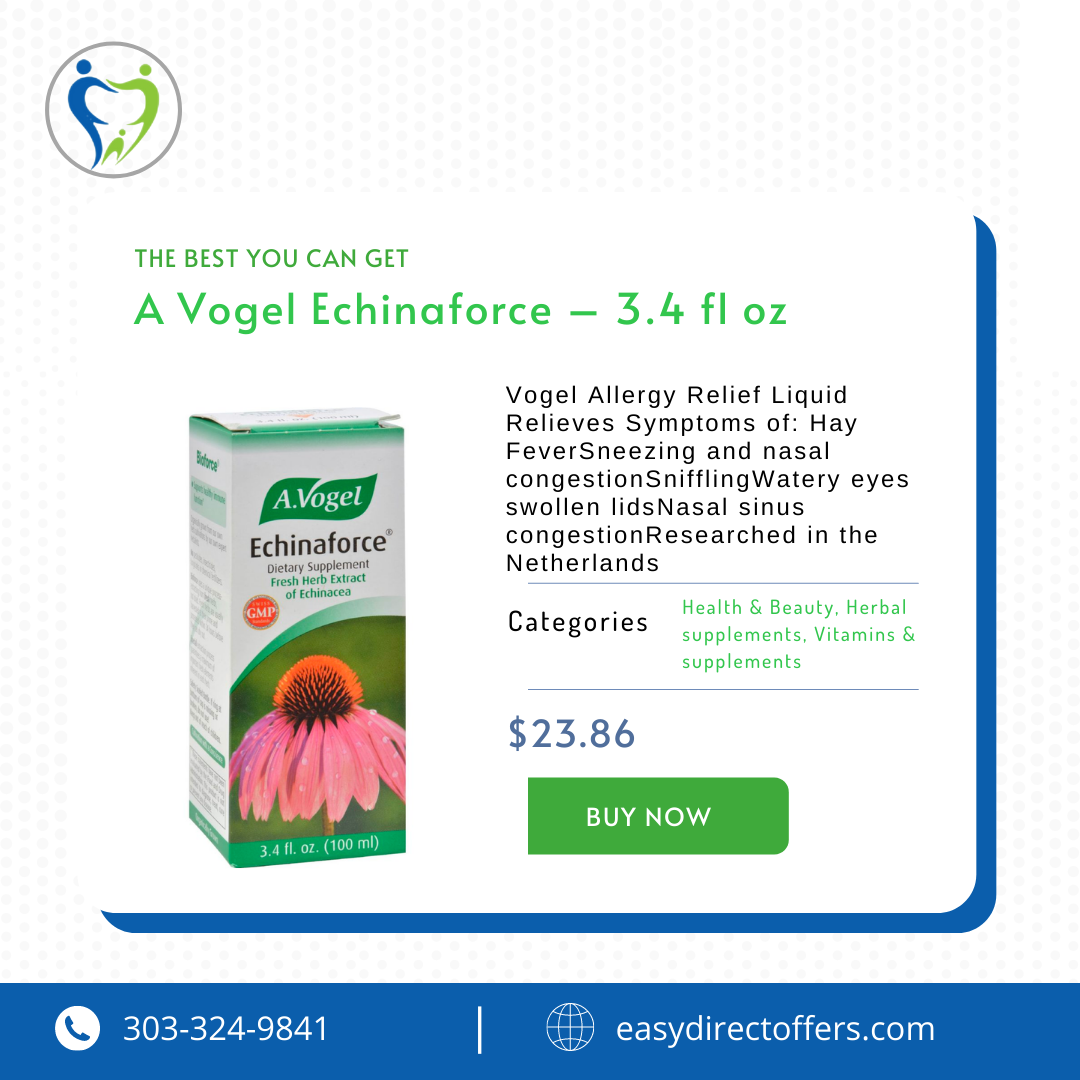 THE BEST YOU CAN GET
A Vogel Echinaforce – 3.4 fl oz
Bioforce®
A.Vogel
Echinaforce®
Dietary Supplement
Fresh Herb Extract
of Echinacea
GMP
3.4 fl. oz. (100 ml)
Vogel Allergy Relief Liquid
Relieves Symptoms of: Hay
FeverSneezing and nasal
congestionSnifflingWatery eyes
swollen lidsNasal sinus
congestionResearched in the
Netherlands
Categories
Health & Beauty, Herbal
supplements, Vitamins &
supplements
$23.86
BUY NOW
303-324-9841
easydirectoffers.com